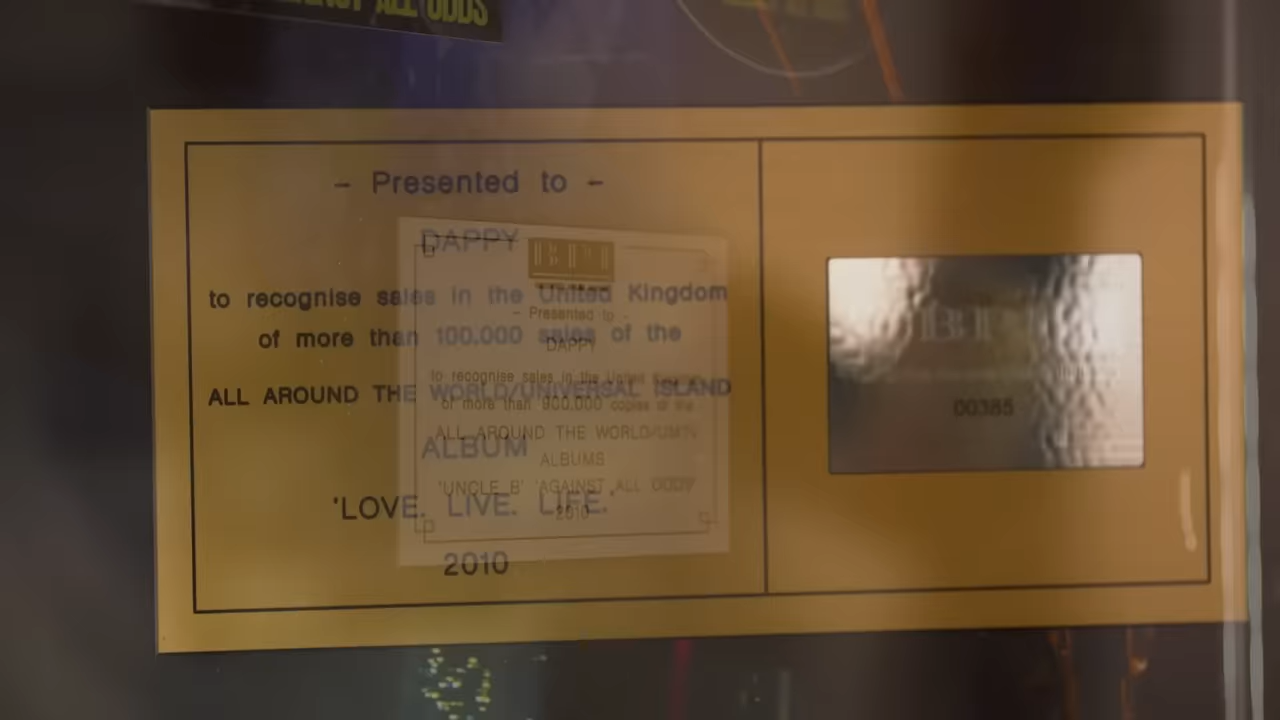 AGAINST ALL ODDS
- Presented to -
DAPPY
to recognise sales in the United Kingdom
of more than 100.000 sales of the
ALL AROUND THE WORLD/UNIVERSAL ISLAND
ALBUM
'LOVE. LIVE. LIFE.'
2010
BPI
- Presented to -
DAPPY
to recognise sales in the United Kingdom
of more than 900.000 copies of the
ALL AROUND THE WORLD/UMTV
ALBUMS
'UNCLE B' 'AGAINST ALL ODDS'
2010
BPI
00385